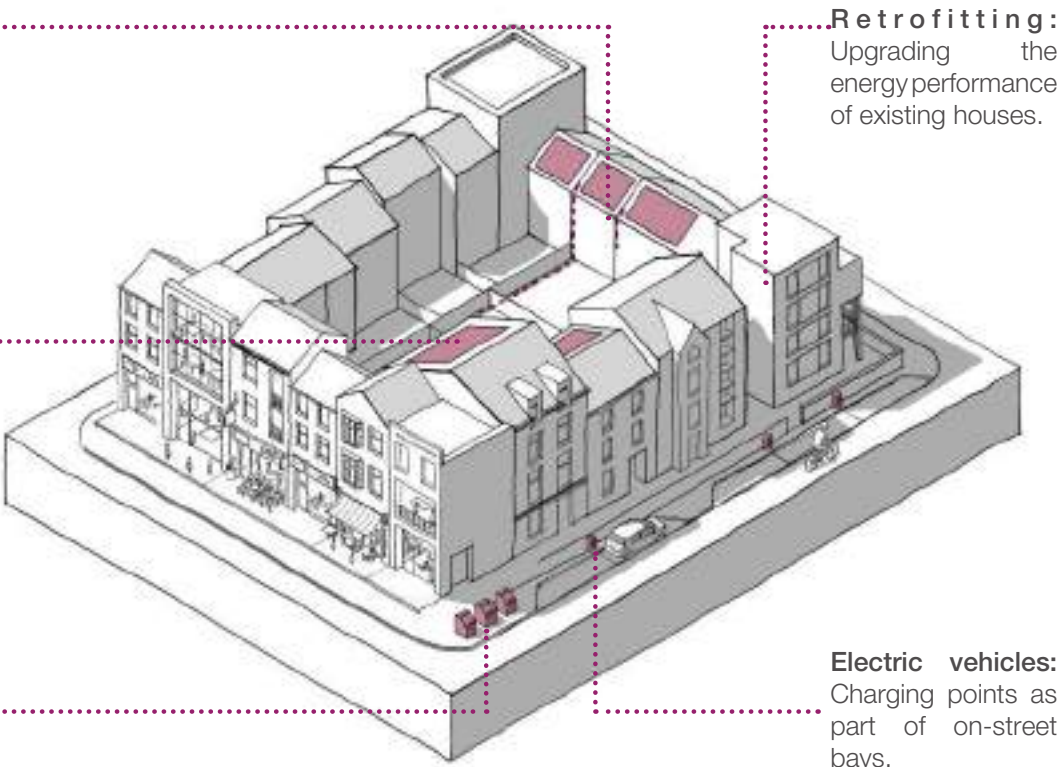 Retrofitting:
Upgrading the
energy performance
of existing houses.
Electric vehicles:
Charging points as
part of on-street
bays.